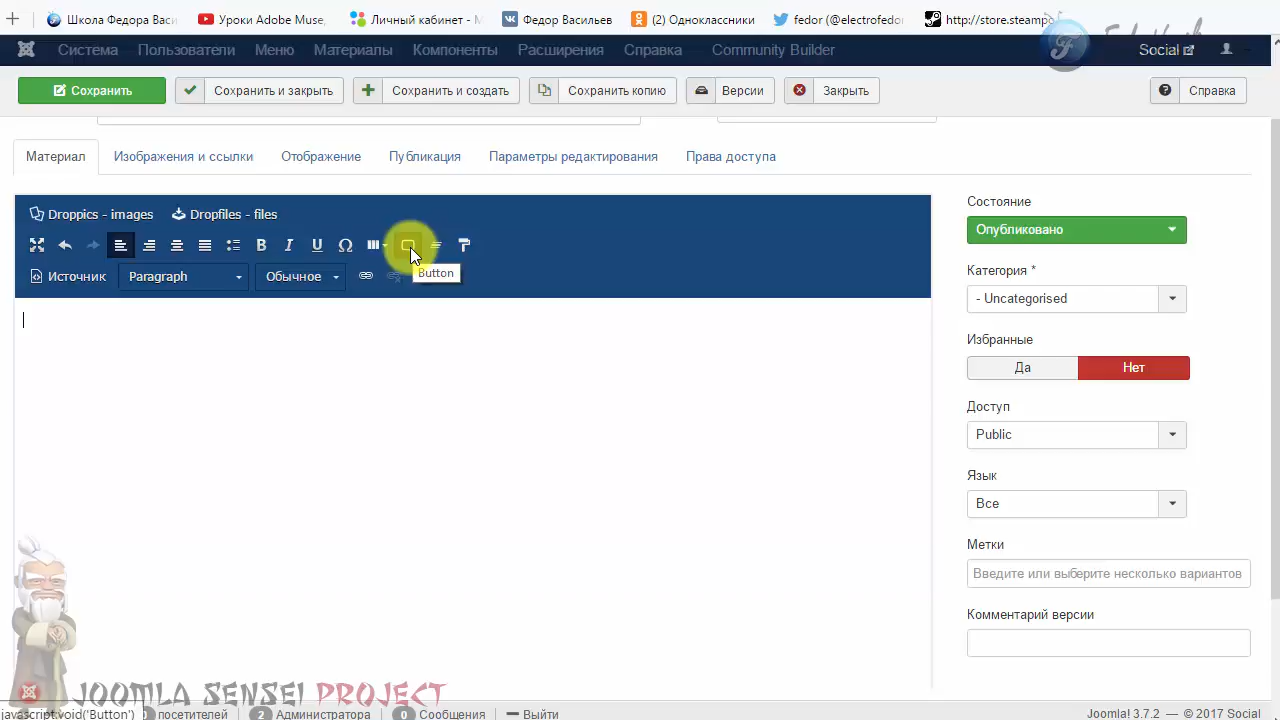 Школа Федора Васи
Уроки Adobe Muse,
Личный кабинет - М
Федор Васильев
(2) Одноклассники
fedor (@electrofedor
http://store.steampo
Система Пользователи Меню Материалы Компоненты Расширения Справка Community Builder Social
Сохранить Сохранить и закрыть Сохранить и создать Сохранить копию Версии Закрыть Справка
Материал Изображения и ссылки Отображение Публикация Параметры редактирования Права доступа
Droppics - images Dropfiles - files
Источник Paragraph Обычное
Button
Состояние
Опубликовано
Категория *
- Uncategorised
Избранные
Да Нет
Доступ
Public
Язык
Все
Метки
Введите или выберите несколько вариантов
Комментарий версии
JOOMLA SENSEI PROJECT
javascript:void('Button') 0 посетителей 2 Администратора 0 Сообщения Выйти Joomla! 3.7.2 — © 2017 Social